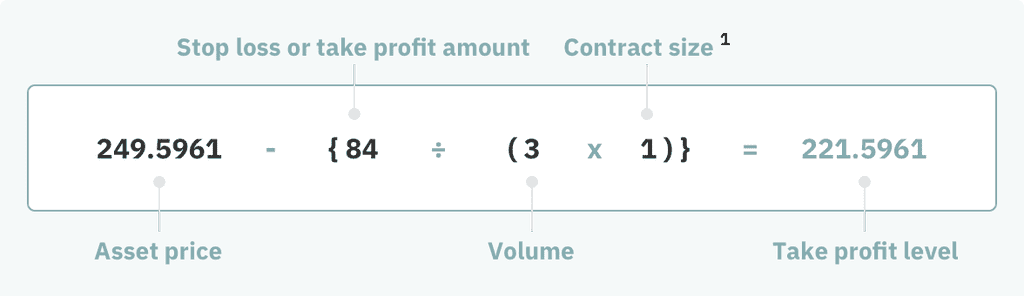 Stop loss or take profit amount Contract size 1
249.5961 - { 84 ÷ ( 3 x 1 ) } = 221.5961
Asset price Volume Take profit level